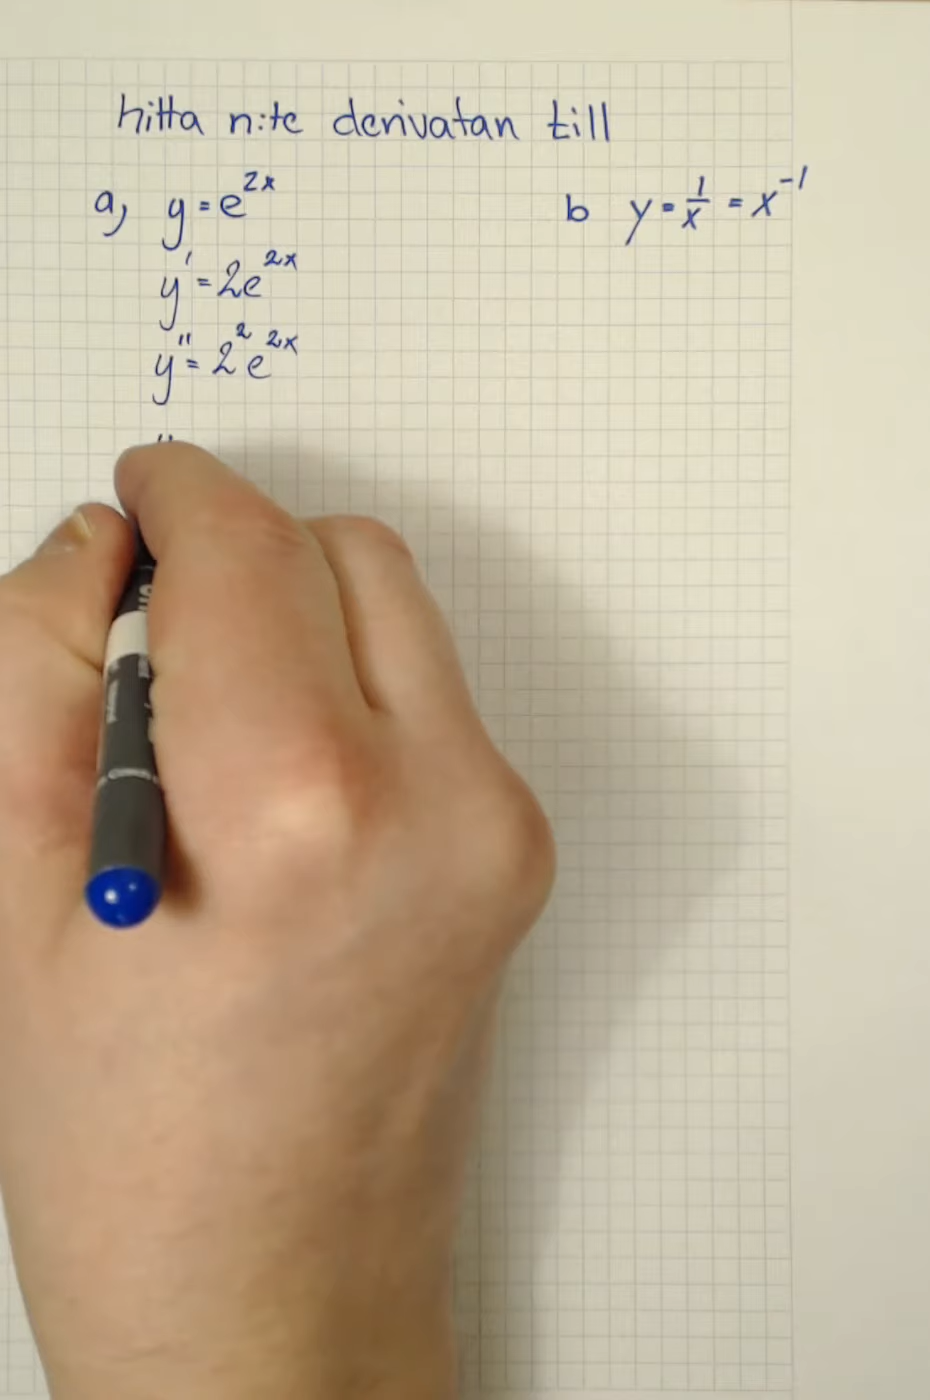 hitta n:te derivatan till
a) y = e^2x
y' = 2e^2x
y'' = 2^2 e^2x
b y = 1/x = x^-1